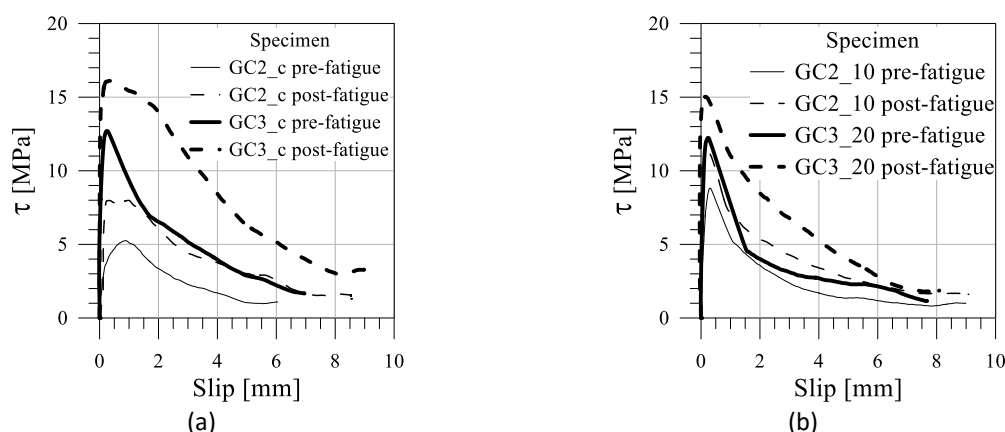 20
15
10
5
0
τ [MPa]
Specimen
GC2_c pre-fatigue
GC2_c post-fatigue
GC3_c pre-fatigue
GC3_c post-fatigue
0 2 4 6 8 10
Slip [mm]
(a)
20
15
10
5
0
τ [MPa]
Specimen
GC2_10 pre-fatigue
GC2_10 post-fatigue
GC3_20 pre-fatigue
GC3_20 post-fatigue
0 2 4 6 8 10
Slip [mm]
(b)